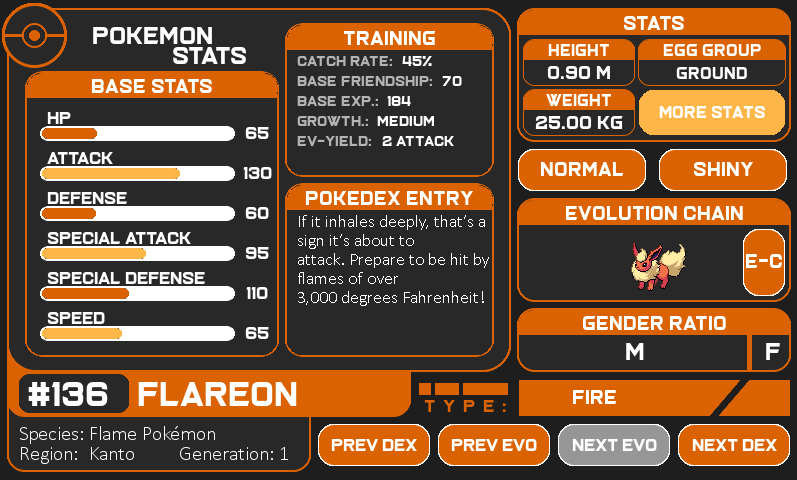 POKEMON
STATS
BASE STATS
HP
65
ATTACK
130
DEFENSE
60
SPECIAL ATTACK
95
SPECIAL DEFENSE
110
SPEED
65
TRAINING
CATCH RATE: 45%
BASE FRIENDSHIP: 70
BASE EXP.: 184
GROWTH.: MEDIUM
EV-YIELD: 2 ATTACK
POKEDEX ENTRY
If it inhales deeply, that's a
sign it's about to
attack. Prepare to be hit by
flames of over
3,000 degrees Fahrenheit!
STATS
HEIGHT
0.90 M
EGG GROUP
GROUND
WEIGHT
25.00 KG
MORE STATS
NORMAL
SHINY
EVOLUTION CHAIN
E-C
GENDER RATIO
M
F
#136 FLAREON
TYPE:
FIRE
Species: Flame Pokémon
Region: Kanto Generation: 1
PREV DEX
PREV EVO
NEXT EVO
NEXT DEX